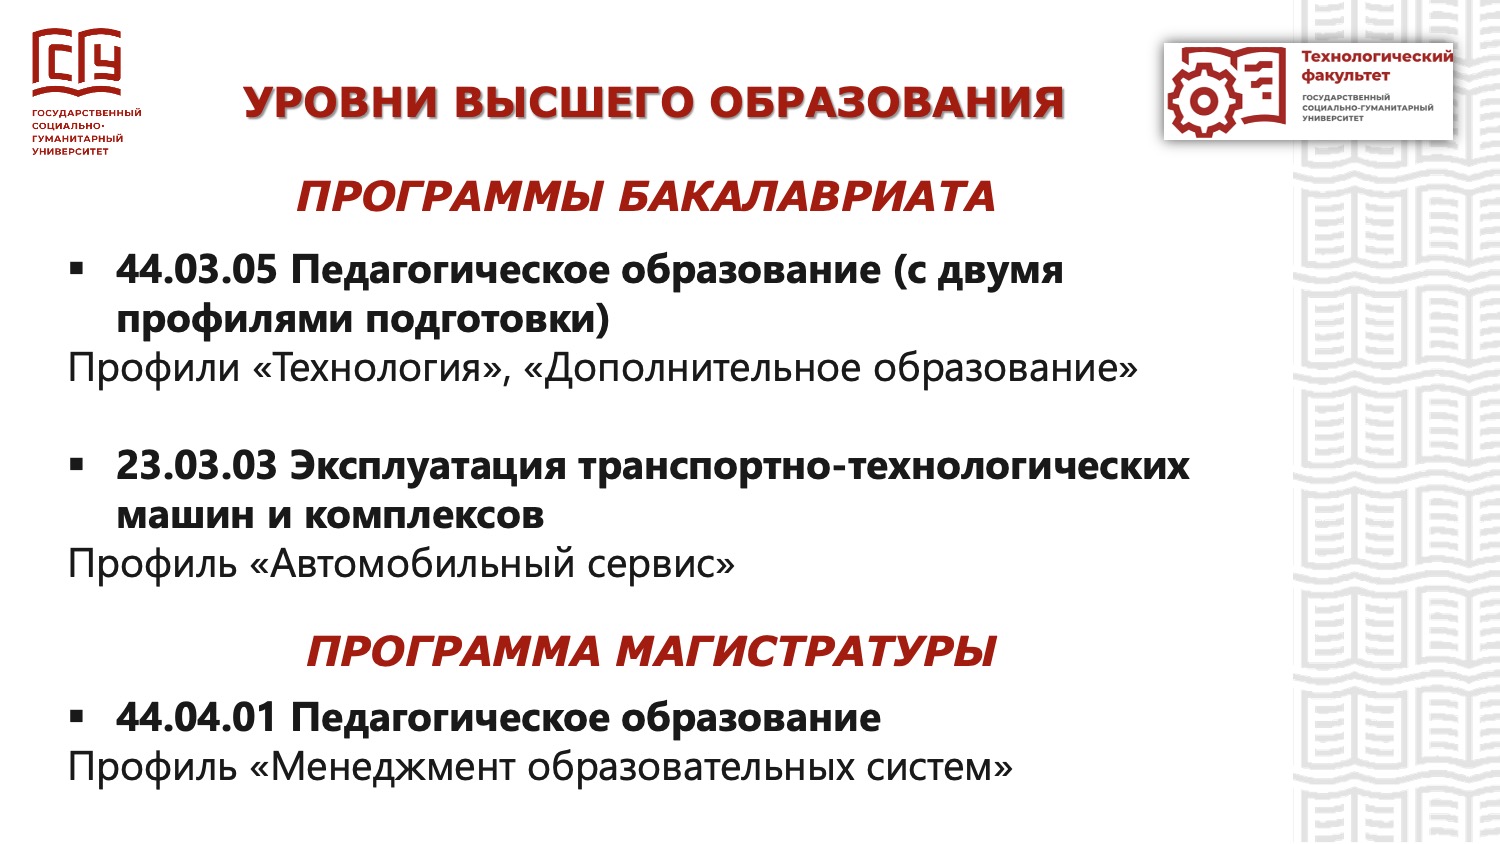 ГСГУ
ГОСУДАРСТВЕННЫЙ
СОЦИАЛЬНО-
ГУМАНИТАРНЫЙ
УНИВЕРСИТЕТ
УРОВНИ ВЫСШЕГО ОБРАЗОВАНИЯ
Технологический
факультет
ГОСУДАРСТВЕННЫЙ
СОЦИАЛЬНО-ГУМАНИТАРНЫЙ
УНИВЕРСИТЕТ
ПРОГРАММЫ БАКАЛАВРИАТА
▪ 44.03.05 Педагогическое образование (с двумя
профилями подготовки)
Профили «Технология», «Дополнительное образование»
▪ 23.03.03 Эксплуатация транспортно-технологических
машин и комплексов
Профиль «Автомобильный сервис»
ПРОГРАММА МАГИСТРАТУРЫ
▪ 44.04.01 Педагогическое образование
Профиль «Менеджмент образовательных систем»